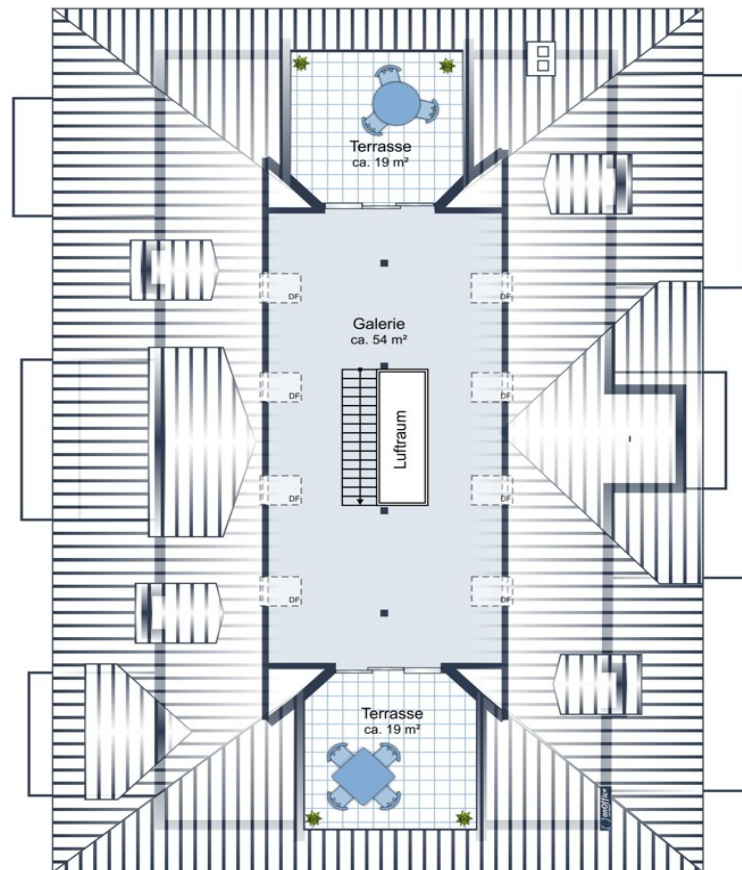 Terrasse
ca. 19 m²
DF
DF
Galerie
ca. 54 m²
DF
DF
Luftraum
DF
DF
DF
DF
Terrasse
ca. 19 m²
onOffice